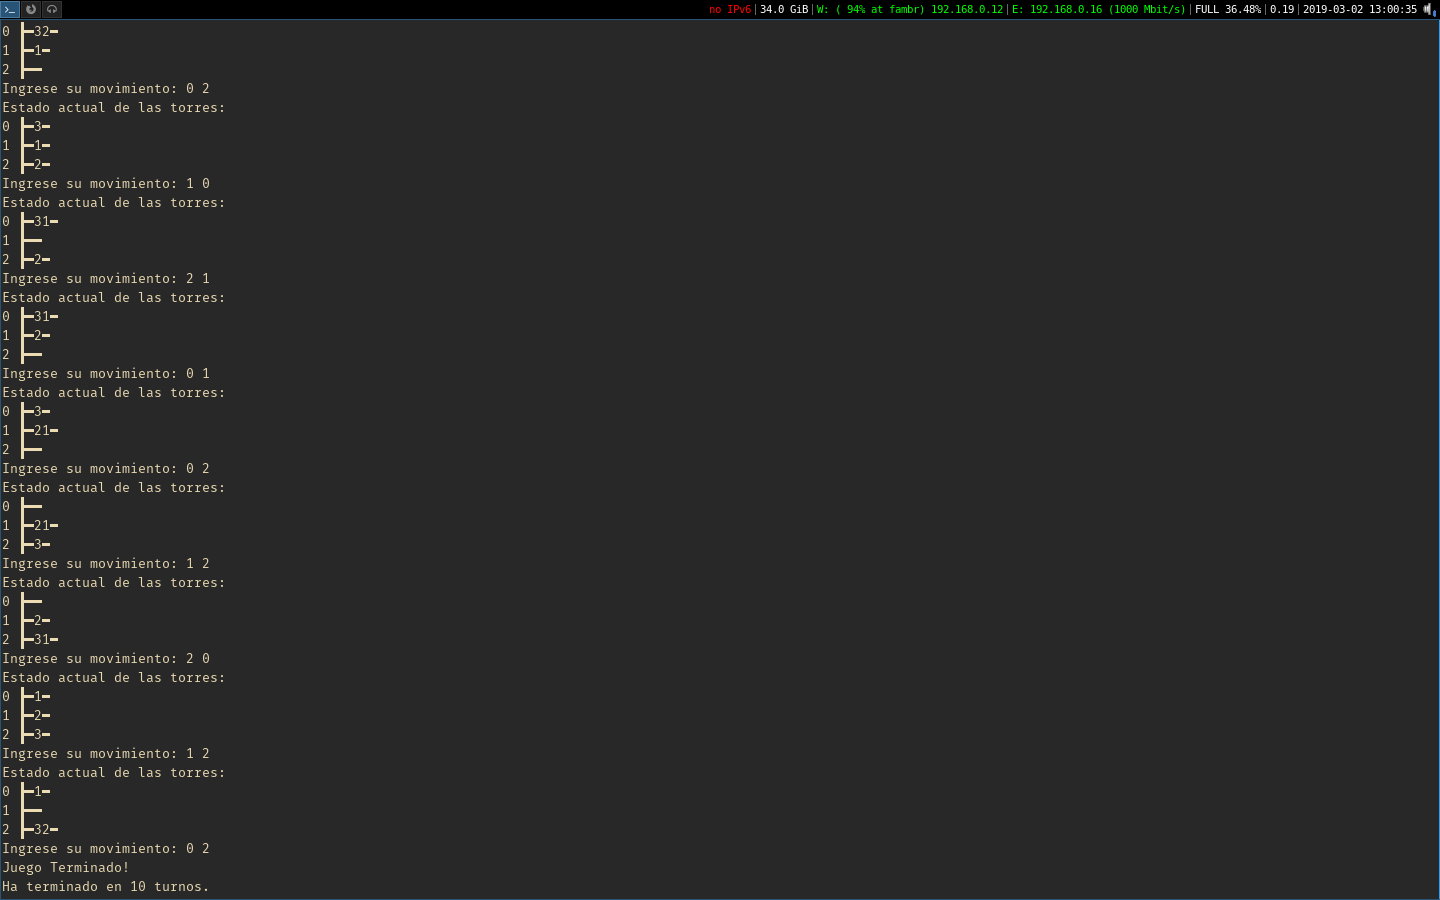 no IPv6|34.0 GiB|W: ( 94% at fambr) 192.168.0.12|E: 192.168.0.16 (1000 Mbit/s)|FULL 36.48%|0.19|2019-03-02 13:00:35
0 ┣━32━
1 ┣━1━
2 ┣━━
Ingrese su movimiento: 0 2
Estado actual de las torres:
0 ┣━3━
1 ┣━1━
2 ┣━2━
Ingrese su movimiento: 1 0
Estado actual de las torres:
0 ┣━31━
1 ┣━━
2 ┣━2━
Ingrese su movimiento: 2 1
Estado actual de las torres:
0 ┣━31━
1 ┣━2━
2 ┣━━
Ingrese su movimiento: 0 1
Estado actual de las torres:
0 ┣━3━
1 ┣━21━
2 ┣━━
Ingrese su movimiento: 0 2
Estado actual de las torres:
0 ┣━━
1 ┣━21━
2 ┣━3━
Ingrese su movimiento: 1 2
Estado actual de las torres:
0 ┣━━
1 ┣━2━
2 ┣━31━
Ingrese su movimiento: 2 0
Estado actual de las torres:
0 ┣━1━
1 ┣━2━
2 ┣━3━
Ingrese su movimiento: 1 2
Estado actual de las torres:
0 ┣━1━
1 ┣━━
2 ┣━32━
Ingrese su movimiento: 0 2
Juego Terminado!
Ha terminado en 10 turnos.